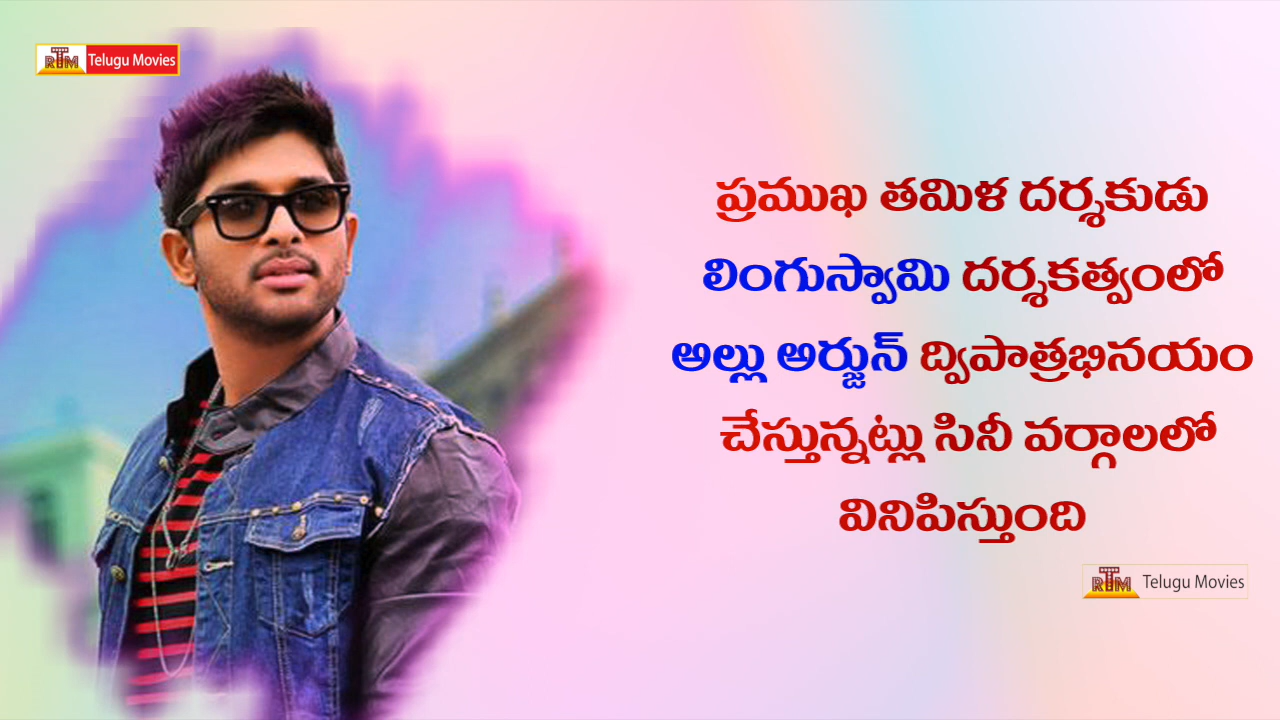 RTM Telugu Movies
ప్రముఖ తమిళ దర్శకుడు
లింగుస్వామి దర్శకత్వంలో
అల్లు అర్జున్ ద్విపాత్రభినయం
చేస్తున్నట్లు సినీ వర్గాలలో
వినిపిస్తుంది
RTM Telugu Movies